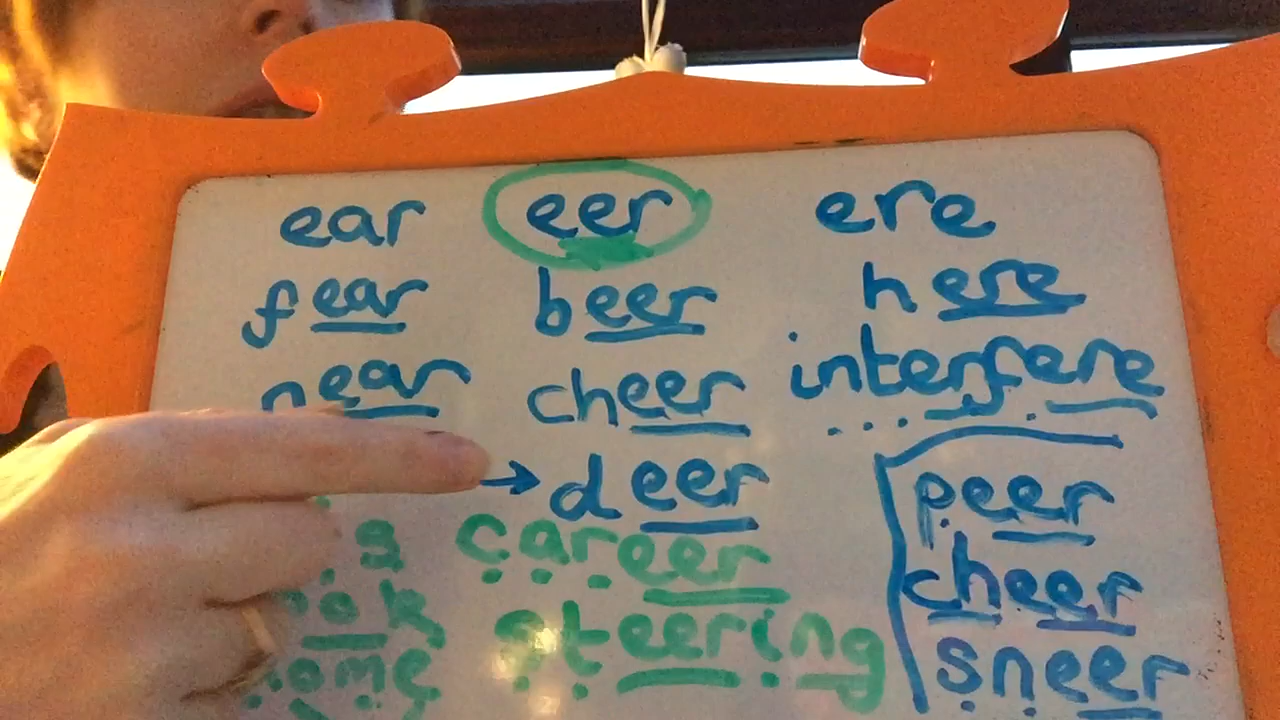 ear eer ere
fear beer here
near cheer interfere
→ deer peer
career cheer
steering sneer